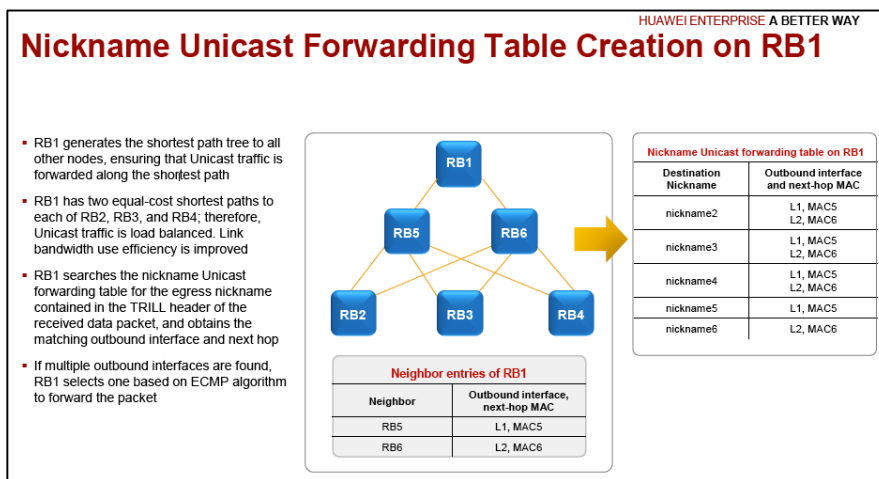 HUAWEI ENTERPRISE A BETTER WAY
Nickname Unicast Forwarding Table Creation on RB1
▪ RB1 generates the shortest path tree to all
other nodes, ensuring that Unicast traffic is
forwarded along the shortest path
▪ RB1 has two equal-cost shortest paths to
each of RB2, RB3, and RB4; therefore,
Unicast traffic is load balanced. Link
bandwidth use efficiency is improved
▪ RB1 searches the nickname Unicast
forwarding table for the egress nickname
contained in the TRILL header of the
received data packet, and obtains the
matching outbound interface and next hop
▪ If multiple outbound interfaces are found,
RB1 selects one based on ECMP algorithm
to forward the packet
RB1
RB5 RB6
RB2 RB3 RB4
Neighbor entries of RB1
Neighbor Outbound interface,
next-hop MAC
RB5 L1, MAC5
RB6 L2, MAC6
Nickname Unicast forwarding table on RB1
Destination Outbound interface
Nickname and next-hop MAC
nickname2 L1, MAC5
L2, MAC6
nickname3 L1, MAC5
L2, MAC6
nickname4 L1, MAC5
L2, MAC6
nickname5 L1, MAC5
nickname6 L2, MAC6